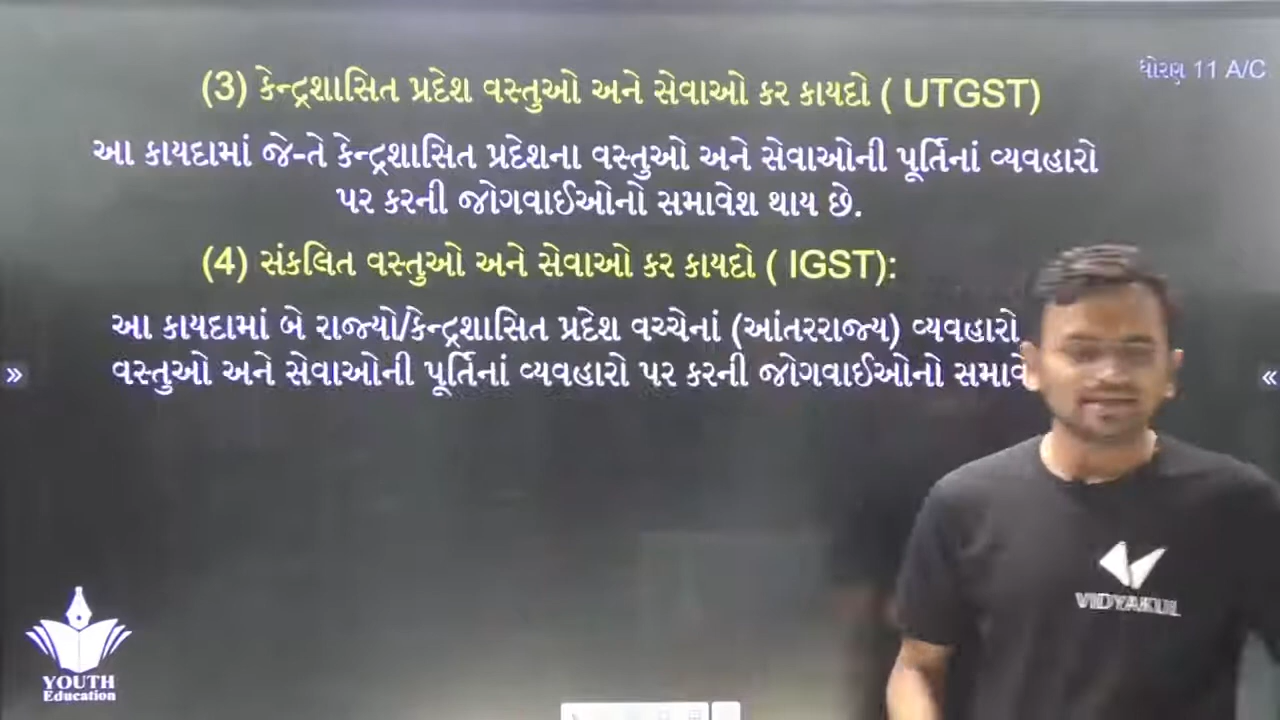 ધોરણ 11 A/C
(3) કેન્દ્રશાસિત પ્રદેશ વસ્તુઓ અને સેવાઓ કર કાયદો ( UTGST)
આ કાયદામાં જે-તે કેન્દ્રશાસિત પ્રદેશના વસ્તુઓ અને સેવાઓની પૂર્તિનાં વ્યવહારો
પર કરની જોગવાઈઓનો સમાવેશ થાય છે.
(4) સંકલિત વસ્તુઓ અને સેવાઓ કર કાયદો ( IGST):
આ કાયદામાં બે રાજ્યો/કેન્દ્રશાસિત પ્રદેશ વચ્ચેનાં (આંતરરાજ્ય) વ્યવહારો
વસ્તુઓ અને સેવાઓની પૂર્તિનાં વ્યવહારો પર કરની જોગવાઈઓનો
»
«
VIDYAKUL
YOUTH
Education